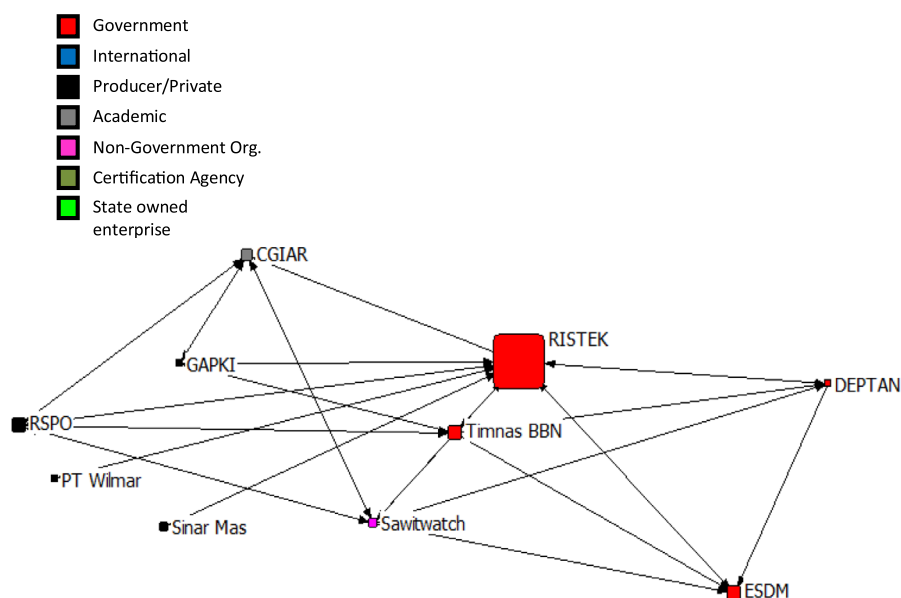 Government
International
Producer/Private
Academic
Non-Government Org.
Certification Agency
State owned
enterprise
CGIAR
RISTEK
GAPKI
DEPTAN
RSPO
Timnas BBN
PT Wilmar
Sinar Mas
Sawitwatch
ESDM